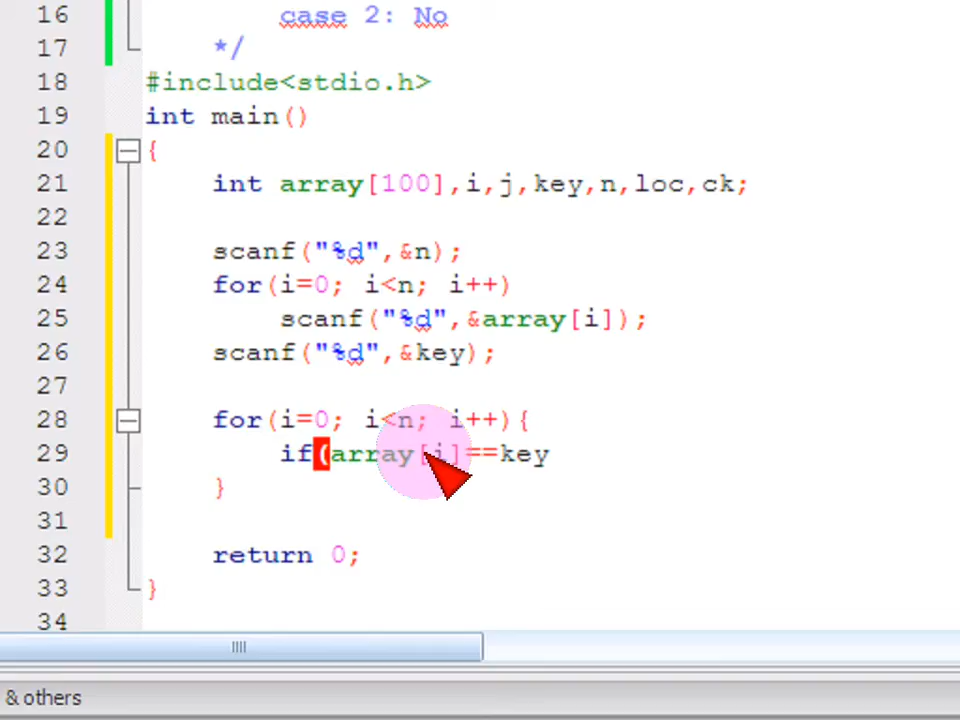 16 case 2: No
17 */
18 #include<stdio.h>
19 int main()
20 {
21 int array[100],i,j,key,n,loc,ck;
22
23 scanf("%d",&n);
24 for(i=0; i<n; i++)
25 scanf("%d",&array[i]);
26 scanf("%d",&key);
27
28 for(i=0; i<n; i++){
29 if(array[i]==key
30 }
31
32 return 0;
33 }
34
& others